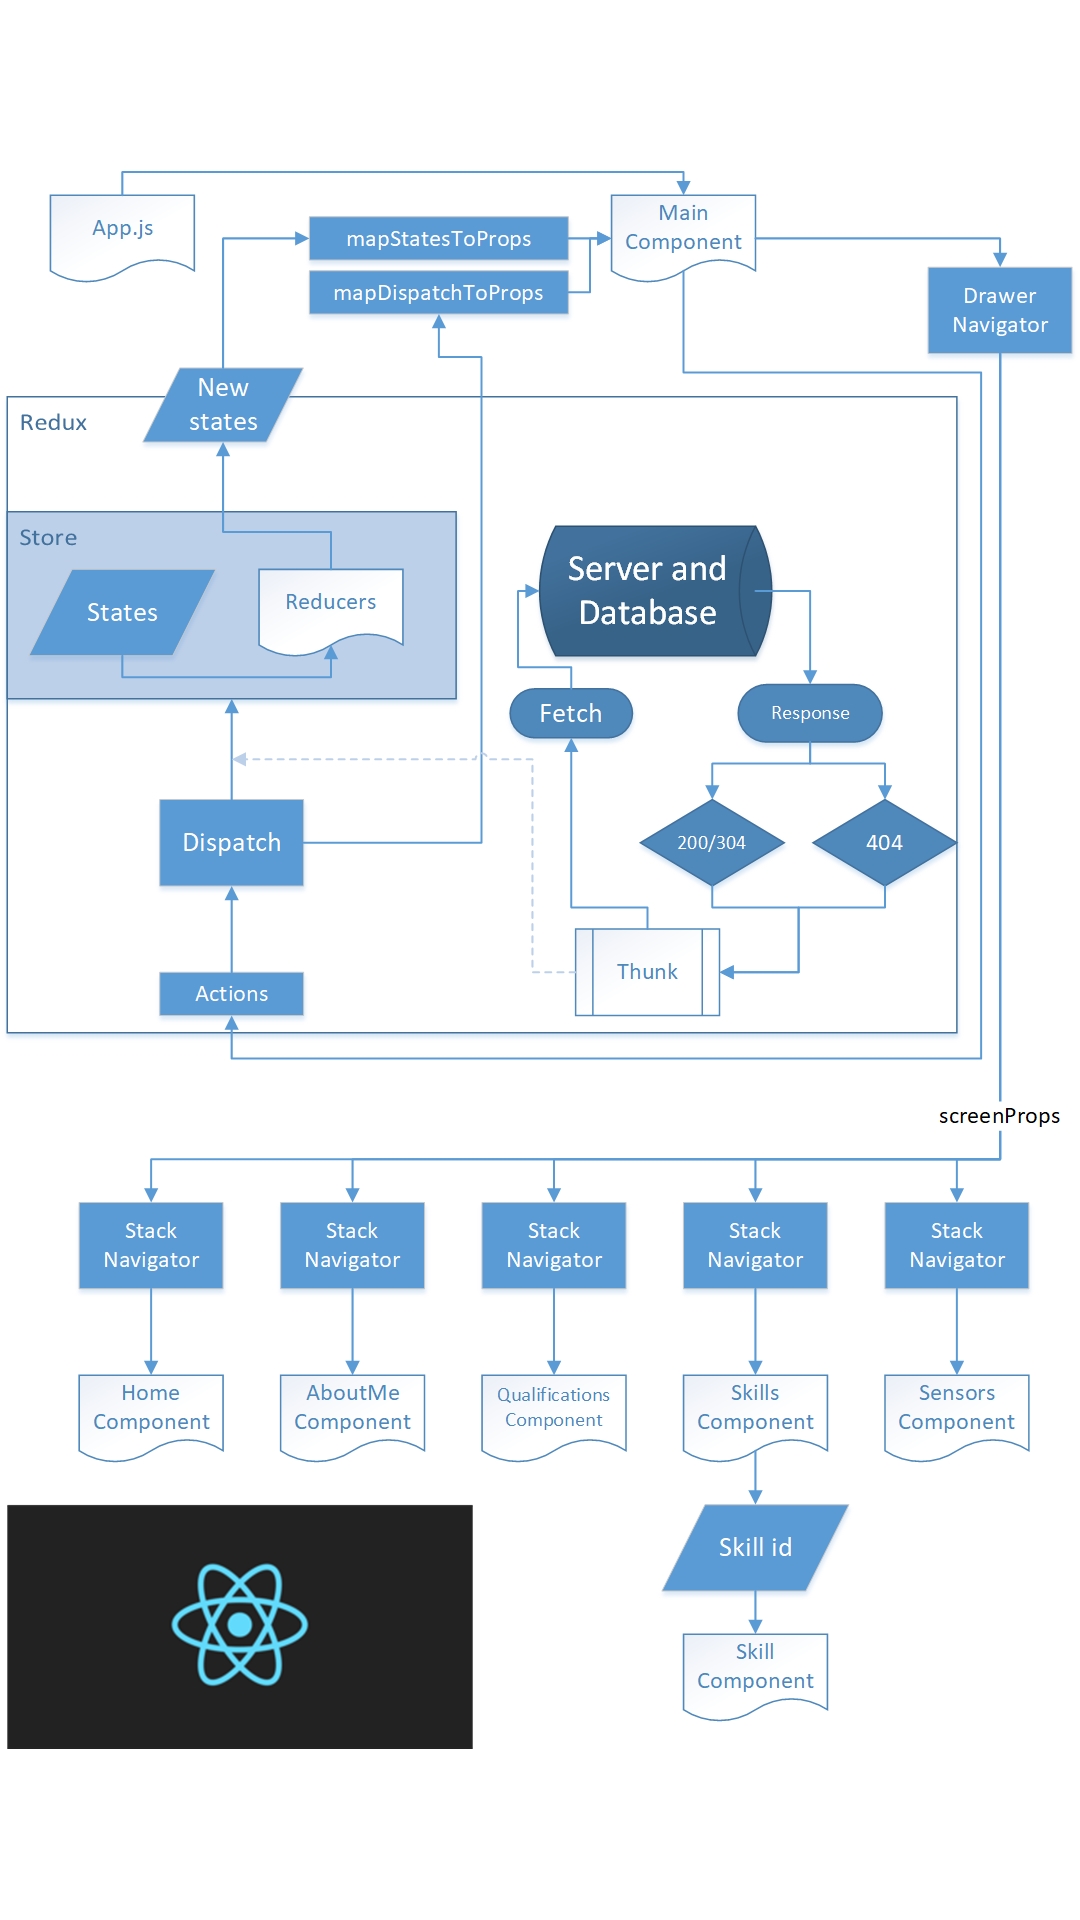 App.js
mapStatesToProps
mapDispatchToProps
Main
Component
Drawer
Navigator
New
states
Redux
Store
States
Reducers
Server and
Database
Fetch
Response
200/304
404
Dispatch
Thunk
Actions
screenProps
Stack
Navigator
Stack
Navigator
Stack
Navigator
Stack
Navigator
Stack
Navigator
Home
Component
AboutMe
Component
Qualifications
Component
Skills
Component
Sensors
Component
Skill id
Skill
Component